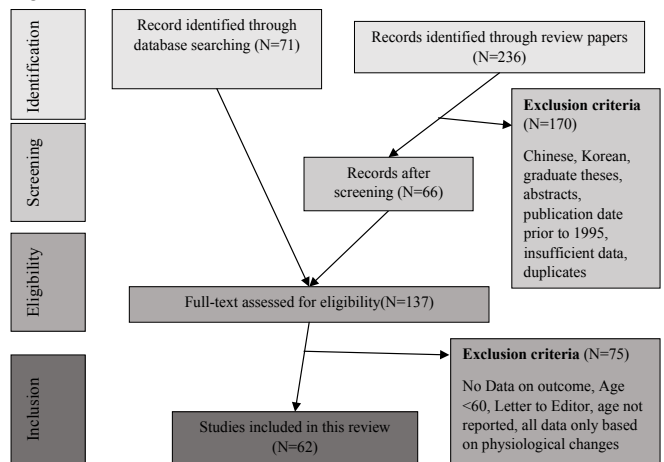 Identification
Record identified through
database searching (N=71)
Records identified through review papers
(N=236)
Exclusion criteria
(N=170)
Chinese, Korean,
graduate theses,
abstracts,
publication date
prior to 1995,
insufficient data,
duplicates
Screening
Records after
screening (N=66)
Eligibility
Full-text assessed for eligibility(N=137)
Exclusion criteria (N=75)
No Data on outcome, Age
<60, Letter to Editor, age not
reported, all data only based
on physiological changes
Inclusion
Studies included in this review
(N=62)